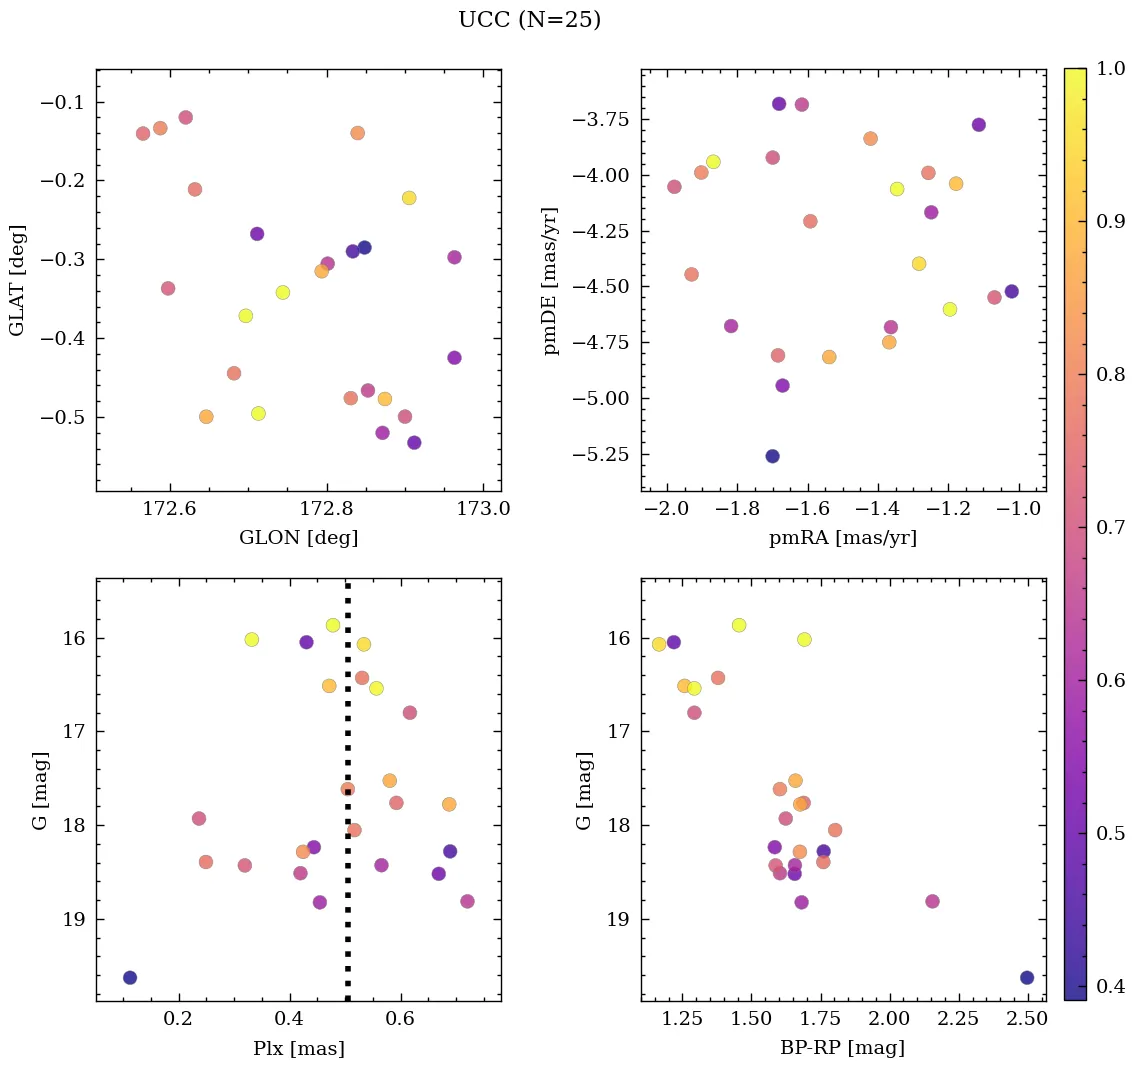 UCC (N=25)
−0.1
−0.2
−0.3
−0.4
−0.5
GLAT [deg]
172.6 172.8 173.0
GLON [deg]
−3.75
−4.00
−4.25
−4.50
−4.75
−5.00
−5.25
pmDE [mas/yr]
−2.0 −1.8 −1.6 −1.4 −1.2 −1.0
pmRA [mas/yr]
16
17
18
19
G [mag]
0.2 0.4 0.6
Plx [mas]
16
17
18
19
G [mag]
1.25 1.50 1.75 2.00 2.25 2.50
BP-RP [mag]
1.0
0.9
0.8
0.7
0.6
0.5
0.4